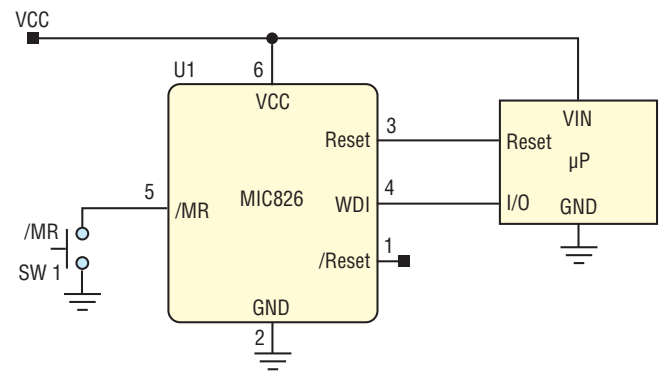 VCC
U1
6
VCC
Reset
3
VIN
Reset
µP
5
/MR
MIC826
WDI
4
I/O
GND
/MR
SW 1
/Reset
1
GND
2